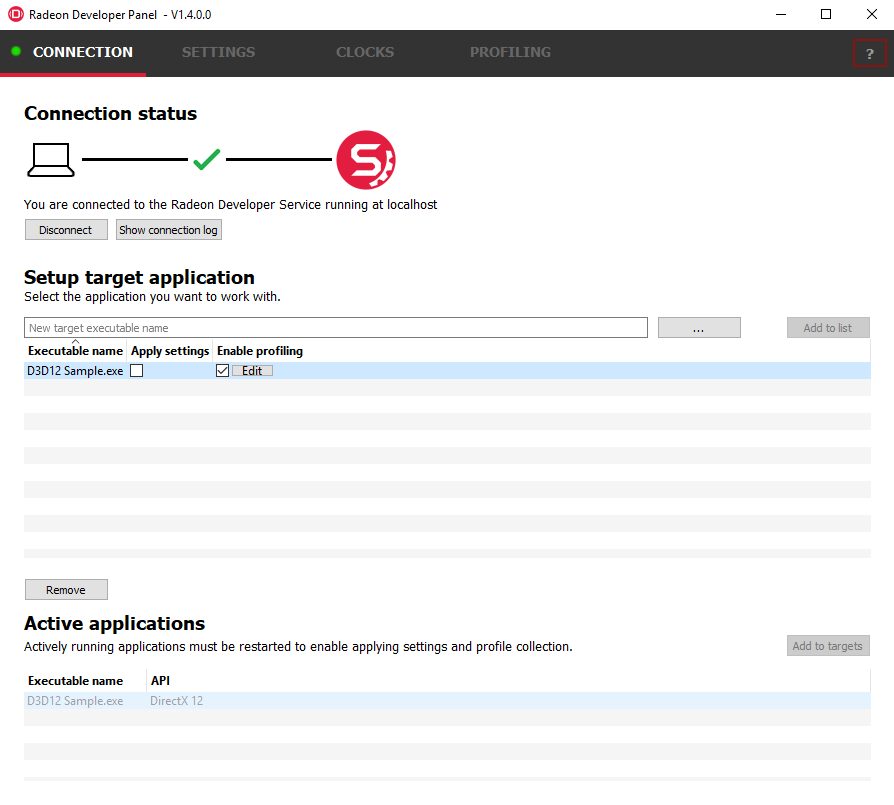 Radeon Developer Panel - V1.4.0.0
CONNECTION SETTINGS CLOCKS PROFILING ?
Connection status
You are connected to the Radeon Developer Service running at localhost
Disconnect Show connection log
Setup target application
Select the application you want to work with.
New target executable name ... Add to list
Executable name Apply settings Enable profiling
D3D12 Sample.exe Edit
Remove
Active applications
Actively running applications must be restarted to enable applying settings and profile collection. Add to targets
Executable name API
D3D12 Sample.exe DirectX 12